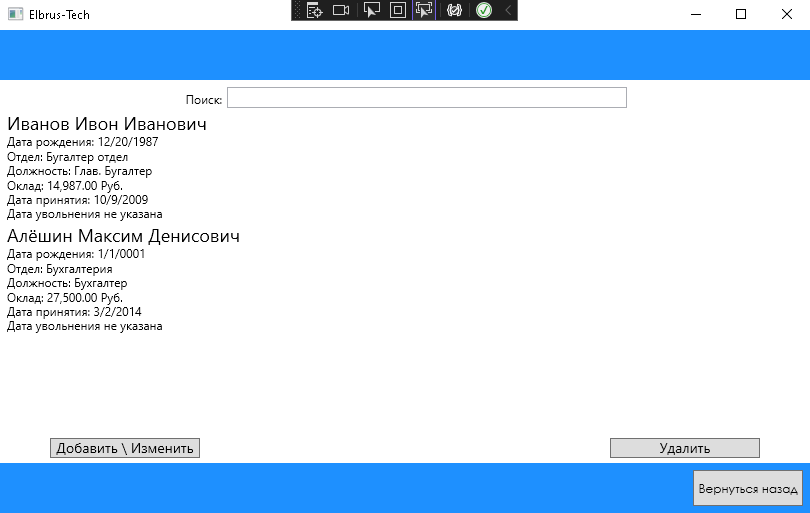 Elbrus-Tech
Поиск:
Иванов Ивон Иванович
Дата рождения: 12/20/1987
Отдел: Бугалтер отдел
Должность: Глав. Бугалтер
Оклад: 14,987.00 Руб.
Дата принятия: 10/9/2009
Дата увольнения не указана
Алёшин Максим Денисович
Дата рождения: 1/1/0001
Отдел: Бухгалтерия
Должность: Бухгалтер
Оклад: 27,500.00 Руб.
Дата принятия: 3/2/2014
Дата увольнения не указана
Добавить \ Изменить
Удалить
Вернуться назад